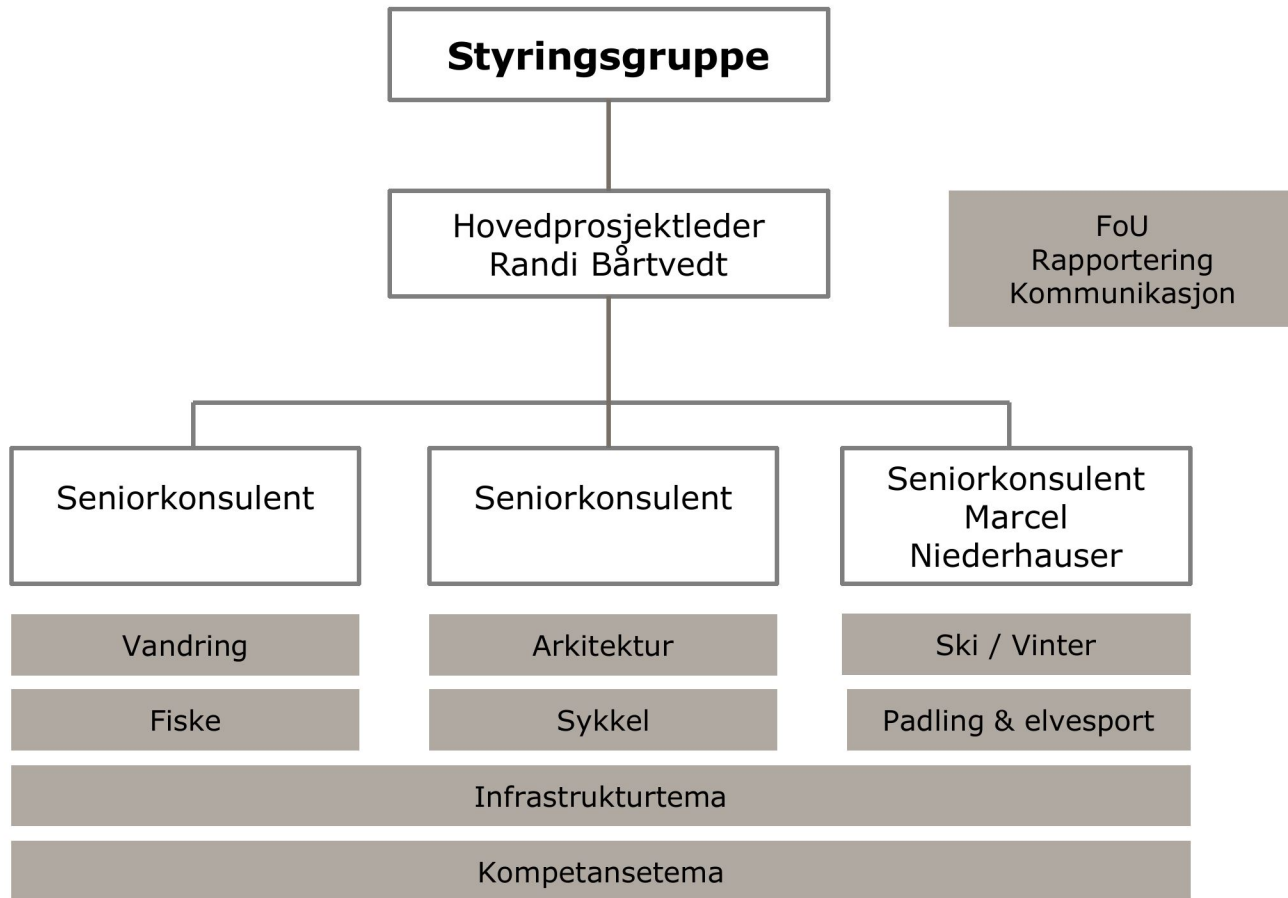 Styringsgruppe
Hovedprosjektleder
Randi Bårtvedt
FoU
Rapportering
Kommunikasjon
Seniorkonsulent
Seniorkonsulent
Seniorkonsulent
Marcel
Niederhauser
Vandring
Arkitektur
Ski / Vinter
Fiske
Sykkel
Padling & elvesport
Infrastrukturtema
Kompetansetema